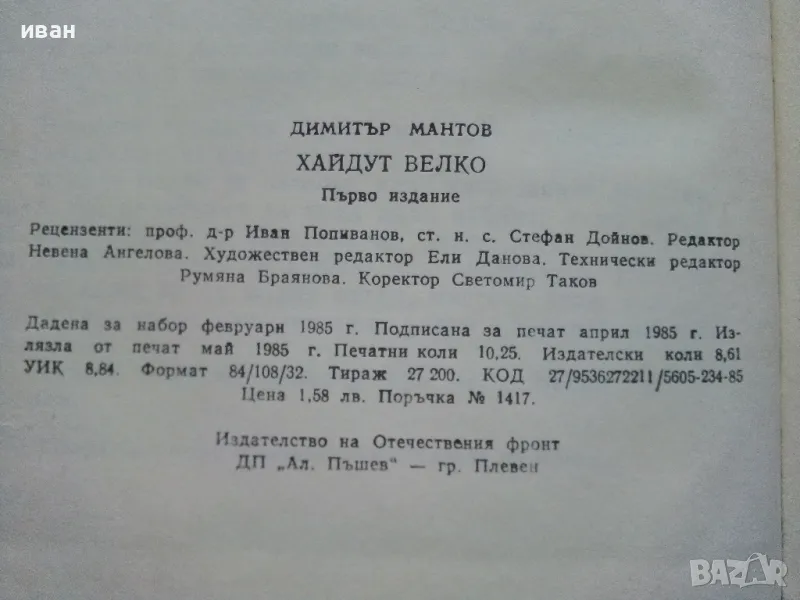 иван
ДИМИТЪР МАНТОВ
ХАЙДУТ ВЕЛКО
Първо издание
Рецензенти: проф. д-р Иван Попиванов, ст. н. с. Стефан Дойнов. Редактор
Невена Ангелова. Художествен редактор Ели Данова. Технически редактор
Румяна Браянова. Коректор Светомир Таков
Дадена за набор февруари 1985 г. Подписана за печат април 1985 г. Из-
лязла от печат май 1985 г. Печатни коли 10,25. Издателски коли 8,61
УИК 8,84. Формат 84/108/32. Тираж 27 200. КОД 27/9536272211/5605-234-85
Цена 1,58 лв. Поръчка № 1417.
Издателство на Отечествения фронт
ДП „Ал. Пъшев" — гр. Плевен
BAZAR